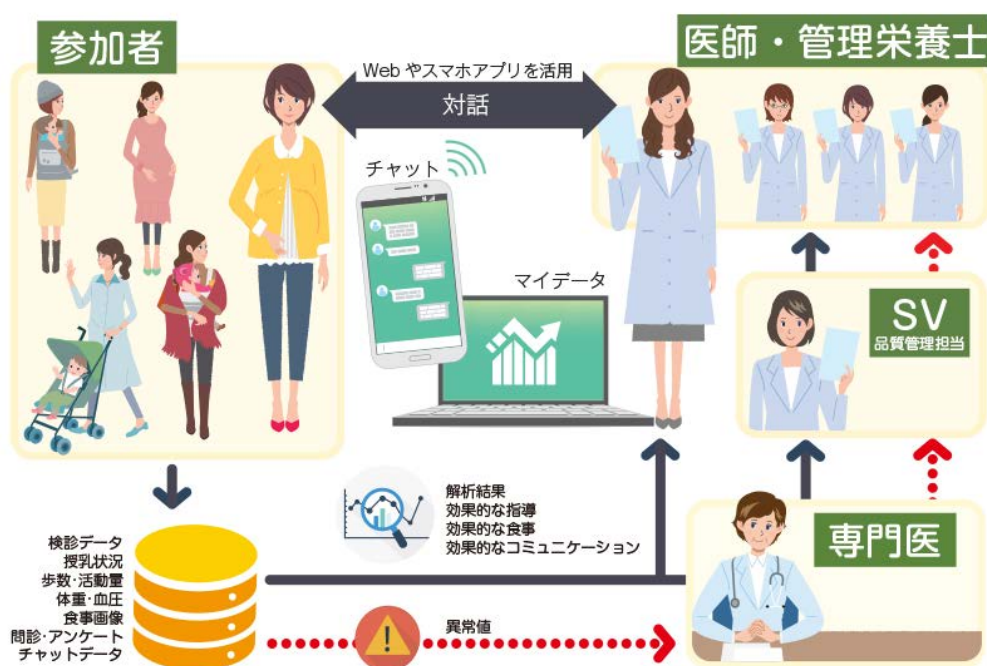 参加者
医師・管理栄養士
Webやスマホアプリを活用
対話
チャット
マイデータ
SV
品質管理担当
解析結果
効果的な指導
効果的な食事
効果的なコミュニケーション
専門医
検診データ
授乳状況
歩数・活動量
体重・血圧
食事画像
問診・アンケート
チャットデータ
異常値